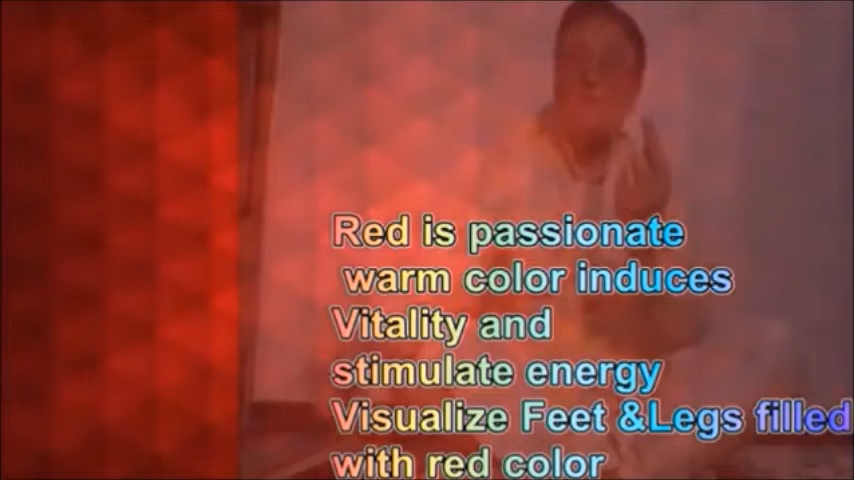 Red is passionate
warm color induces
Vitality and
stimulate energy
Visualize Feet &Legs filled
with red color